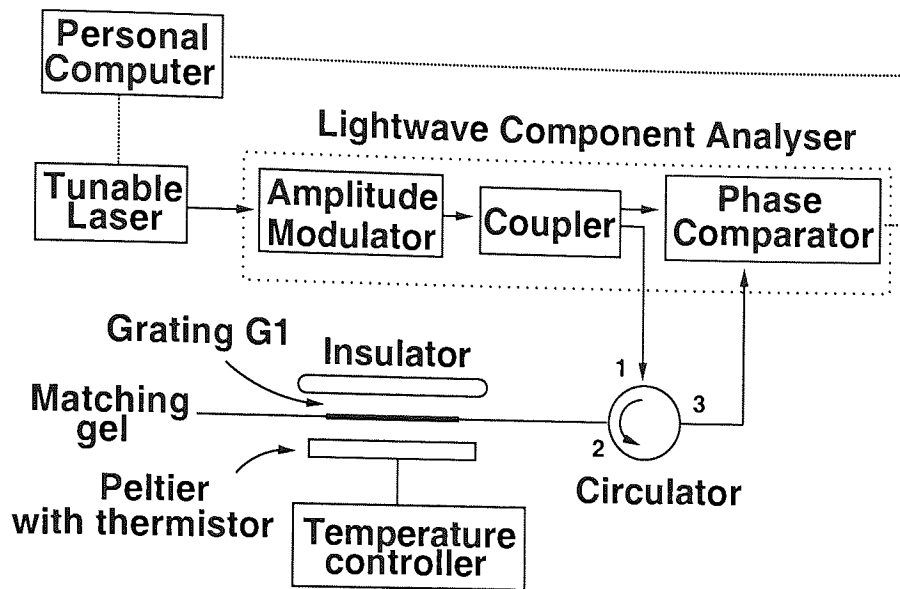 Personal
Computer
Lightwave Component Analyser
Tunable
Laser
Amplitude
Modulator
Coupler
Phase
Comparator
Grating G1
Insulator
Matching
gel
1
2
3
Circulator
Peltier
with thermistor
Temperature
controller